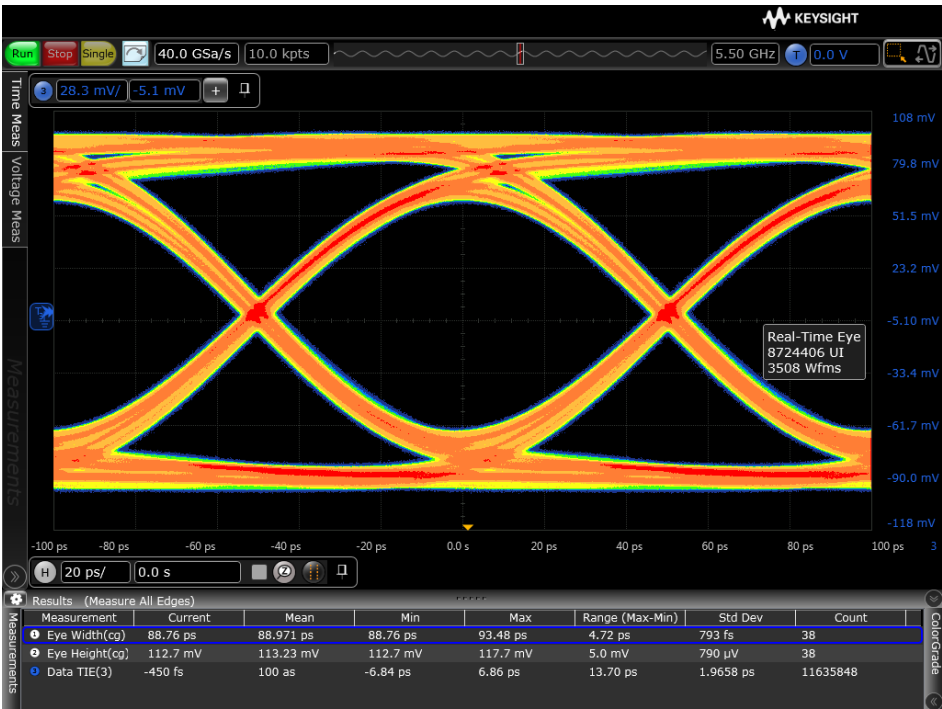 KEYSIGHT
Run Stop Single 40.0 GSa/s 10.0 kpts 5.50 GHz T 0.0 V
Time Meas
Voltage Meas
Measurements
3 28.3 mV/ -5.1 mV +
108 mV
79.8 mV
51.5 mV
23.2 mV
-5.10 mV
-33.4 mV
-61.7 mV
-90.0 mV
-118 mV
T
Real-Time Eye
8724406 UI
3508 Wfms
-100 ps -80 ps -60 ps -40 ps -20 ps 0.0 s 20 ps 40 ps 60 ps 80 ps 100 ps 3
H 20 ps/ 0.0 s Z
Results (Measure All Edges)
Measurement Current Mean Min Max Range (Max-Min) Std Dev Count
1 Eye Width(cg) 88.76 ps 88.971 ps 88.76 ps 93.48 ps 4.72 ps 793 fs 38
2 Eye Height(cg) 112.7 mV 113.23 mV 112.7 mV 117.7 mV 5.0 mV 790 µV 38
3 Data TIE(3) -450 fs 100 as -6.84 ps 6.86 ps 13.70 ps 1.9658 ps 11635848
Measurements
ColorGrade